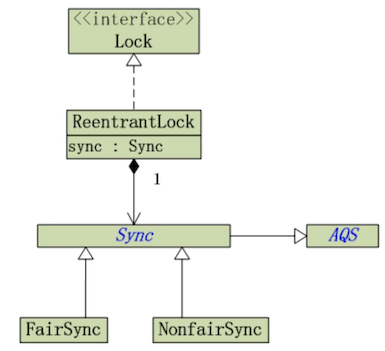 <<interface>>
Lock
ReentrantLock
sync : Sync
1
Sync
AQS
FairSync
NonfairSync